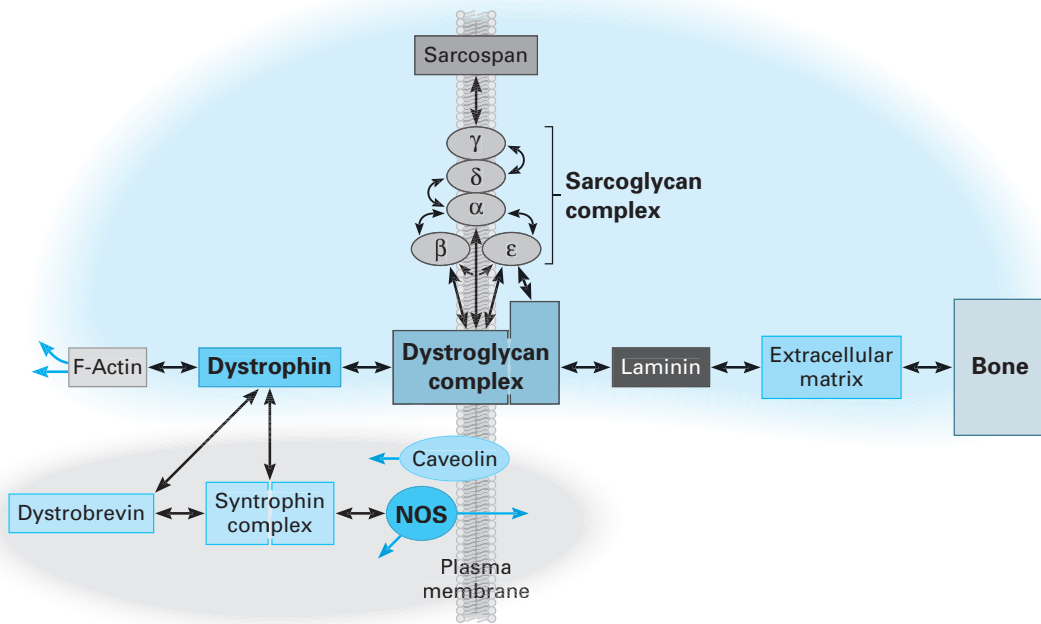 Sarcospan
γ
δ
α
β
ε
Sarcoglycan
complex
F-Actin
Dystrophin
Dystroglycan
complex
Laminin
Extracellular
matrix
Bone
Caveolin
Dystrobrevin
Syntrophin
complex
NOS
Plasma
membrane